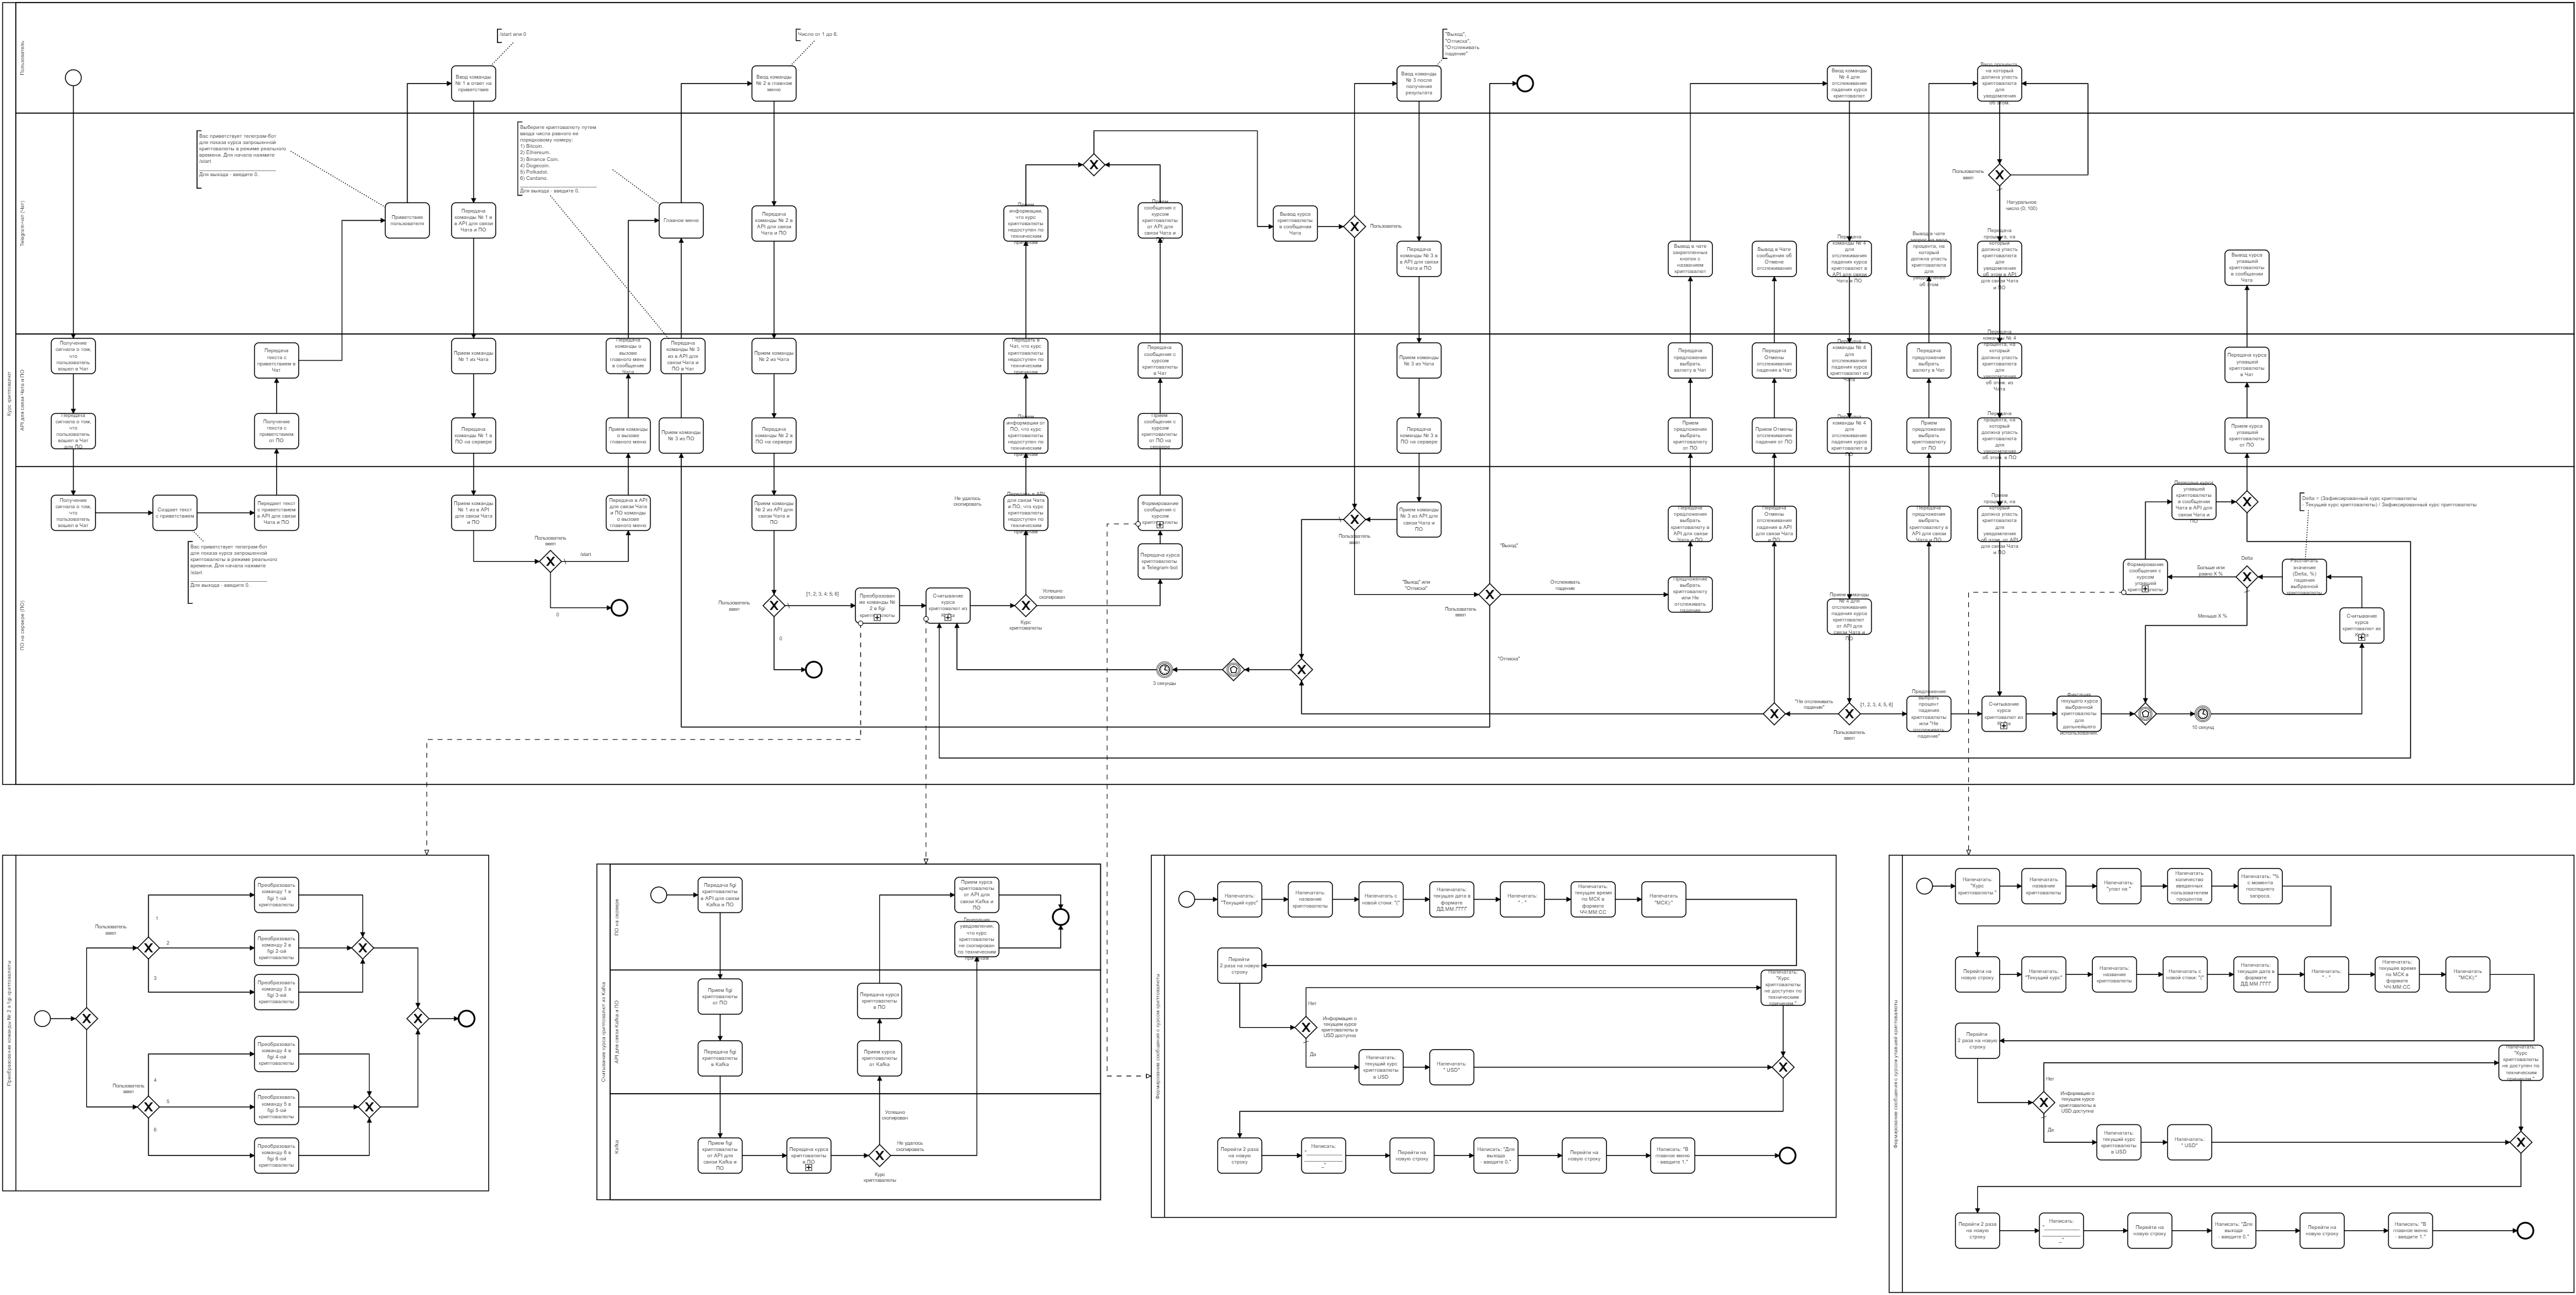 Курс криптовалют
Пользователь
Telegram-чат (Чат)
API для связи Чата и ПО
ПО на сервере (ПО)
/start или 0
Число от 1 до 6.
"Выход",
"Отписка",
"Отслеживать
падение"
Ввод команды
№ 1 в ответ на
приветствие
Ввод команды
№ 2 в главном
меню
Ввод команды
№ 3 после
получения
результата
Ввод команды
№ 4 для
отслеживания
падения курса
криптовалют
на который
должна упасть
криптовалюта
для
уведомления
об этом.
Вас приветствует телеграм-бот
для показа курса запрошенной
криптовалюты в режиме реального
времени. Для начала нажмите
/start.
Для выхода - введите 0.
Выберите криптовалюту путем
ввода числа равного ее
порядковому номеру:
1) Bitcoin.
2) Ethereum.
3) Binance Coin.
4) Dogecoin.
5) Polkadot.
6) Cardano.
Для выхода - введите 0.
Приветствие
пользователя
Передача
команды № 1 в
в API для связи
Чата и ПО
Главное меню
Передача
команды № 2 в
API для связи
Чата и ПО
информации,
что курс
криптовалюты
недоступен по
техническим
сообщения с
курсом
криптовалюты
от API для
связи Чата и
Вывод курса
криптовалюты
в сообщении
Чата
Пользователь
Передача
команды № 3 в
в API для связи
Чата и ПО
Вывод в чате
закрепленных
кнопок с
названием
криптовалют
Вывод в Чате
сообщения об
Отмене
отслеживания
Передача
команды № 4
для
отслеживания
падения курса
криптовалют в
API для связи
Чата и ПО
Вывод в чате
процента, на
который
должна упасть
криптовалюта
для
об этом
Пользователь
ввел
Натуральное
число (0, 100)
Передача
процента, на
который
должна упасть
криптовалюта
для
уведомления
об этом в API
для связи Чата
и ПО
Вывод курса
упавшей
криптовалюты
в сообщении
Чата
Получение
сигнала о том,
что
пользователь
вошел в Чат
Передача
текста с
приветствием в
Чат
Прием команды
№ 1 из Чата
Передача
команды о
вызове
главного меню
в сообщение
Чата
Передача
команды № 3
из в API для
связи Чата и
ПО в Чат
Прием команды
№ 2 из Чата
Передать в
Чат, что курс
криптовалюты
недоступен по
техническим
причинам
Передача
сообщения с
курсом
криптовалюты
в Чат
Прием команды
№ 3 из Чата
Передача
предложения
выбрать
валюту в Чат
Передача
Отмены
отслеживания
падения в Чат
Передача
команды № 4
для
отслеживания
падения курса
криптовалют из
Чата
Передача
предложения
выбрать
валюту в Чат
Передача
команды № 4
процента, на
который
должна упасть
криптовалюта
для
уведомления
об этом. из
Чата
Передача курса
упавшей
криптовалюты
в Чат
Передача
сигнала о том,
что
пользователь
вошел в Чат
для ПО
Получение
текста с
приветствием
от ПО
Передача
команды № 1 в
ПО на сервере
Прием команды
о вызове
главного меню
Прием команды
№ 3 из ПО
Передача
команды № 2 в
ПО на сервере
Прием
информации от
ПО, что курс
криптовалюты
недоступен по
техническим
причинам
Прием
сообщения с
курсом
криптовалюты
от ПО на
сервере
Передача
команды № 3 в
ПО на сервере
Прием
предложения
выбрать
криптовалюту
от ПО
Прием Отмены
отслеживания
падения от ПО
Передача
команды № 4
для
отслеживания
падения курса
криптовалют в
ПО
Прием
предложения
выбрать
криптовалюту
от ПО
Передача
процента, на
который
должна упасть
криптовалюта
для
уведомления
об этом. в ПО
Прием курса
упавшей
криптовалюты
от ПО
Получение
сигнала о том,
что
пользователь
вошел в Чат
Создает текст
с приветствием
Передает текст
с приветствием
в API для связи
Чата и ПО
Вас приветствует телеграм-бот
для показа курса запрошенной
криптовалюты в режиме реального
времени. Для начала нажмите
/start.
Для выхода - введите 0.
Прием команды
№ 1 из в API
для связи Чата
и ПО
Пользователь
ввел
/start
0
Передача в API
для связи Чата
и ПО команды
о вызове
главного меню
Прием команды
№ 2 из API для
связи Чата и
ПО
Пользователь
ввел
[1, 2, 3, 4, 5, 6]
0
Преобразован
ие команды №
2 в figi
Считывание
курса
криптовалют из
Не удалось
скопировать
Успешно
скопирован
Курс
криптовалюты
для связи Чата
и ПО, что курс
криптовалюты
недоступен по
техническим
Формирование
сообщения с
курсом
Передача курса
криптовалюты
в Telegram-bot
Пользователь
ввел
Прием команды
№ 3 из API для
связи Чата и
ПО
"Выход" или
"Отписка"
Пользователь
ввел
"Выход"
Отслеживать
падение
"Отписка"
3 секунды
Передача
предложения
выбрать
криптовалюту в
API для связи
Чата и ПО
Предложение
выбрать
криптовалюту
или Не
отслеживать
падение
Передача
Отмены
отслеживания
падения в API
для связи Чата
и ПО
Прием команды
№ 4 для
отслеживания
падения курса
криптовалют
от API для
связи Чата и
ПО
"Не отслеживать
падение"
Пользователь
ввел
[1, 2, 3, 4, 5, 6]
Передача
предложения
выбрать
криптовалюту в
API для связи
Чата и ПО
Предложение
выбрать
процент
падения
криптовалюты
или "Не
отслеживать
падение"
Прием
который
должна упасть
криптовалюта
для
уведомления
об этом. от API
для связи Чата
и ПО
Считывание
курса
криптовалют из
Фиксация
текущего курса
выбранной
криптовалюты
для
дальнейшего
использования.
10 секунд
Передача курса
упавшей
криптовалюты
в сообщении
Чата в API для
связи Чата и
ПО
Формирование
сообщения с
курсом
упавшей
Больше или
равно X %
Delta
Меньше X %
Рассчитать
значение
(Delta, %)
падения
выбранной
криптовалюты
Считывание
курса
криптовалют из
Delta = (Зафиксированный курс криптовалюты
- Текущий курс криптовалюты) / Зафиксированный курс криптовалюты
Преобразование команды № 2 в figi криптовалюты
Пользователь
ввел
1
2
3
Преобразовать
команду 1 в
figi 1-ой
криптовалюты
Преобразовать
команду 2 в
figi 2-ой
криптовалюты
Преобразовать
команду 3 в
figi 3-ой
криптовалюты
Пользователь
ввел
4
5
6
Преобразовать
команду 4 в
figi 4-ой
криптовалюты
Преобразовать
команду 5 в
figi 5-ой
криптовалюты
Преобразовать
команду 6 в
figi 6-ой
криптовалюты
Считывание курса криптовалют из Kafka
ПО на сервере
API для связи Kafka и ПО
Kafka
Передача figi
криптовалюты
в API для связи
Kafka и ПО
Прием курса
криптовалюты
от API для
связи Kafka и
ПО
Генерация
уведомления,
что курс
криптовалюты
не скопирован
по техническим
причинам
Прием figi
криптовалюты
от ПО
Передача курса
криптовалюты
в ПО
Передача figi
криптовалюты
в Kafka
Прием курса
криптовалюты
от Kafka
Прием figi
криптовалюты
от API для
связи Kafka и
ПО
Передача курса
криптовалюты
в ПО
Успешно
скопирован
Не удалось
скопировать
Курс
криптовалюты
Формирование сообщения с курсом криптовалюты
Напечатать:
"Текущий курс"
Напечатать:
название
криптовалюты
Напечатать с
новой стоки: "("
Напечатать:
текущая дата в
формате
ДД.ММ.ГГГГ
Напечатать:
" - "
Напечатать:
текущее время
по МСК в
формате
ЧЧ:ММ:СС
Напечатать
"МСК):"
Перейти
2 раза на новую
строку
Нет
Информация о
текущем курсе
криптовалюты в
USD доступна
Да
Напечатать:
"Курс
криптовалюты
не доступен по
техническим
причинам."
Напечатать:
текущий курс
криптовалюты
в USD
Напечатать:
" USD"
Перейти 2 раза
на новую
строку
Написать:
Перейти на
новую строку
Написать: "Для
выхода
- введите 0."
Перейти на
новую строку
Написать: "В
главное меню
- введите 1."
Формирование сообщения с курсом упавшей криптовалюты
Напечатать:
"Курс
криптовалюты "
Напечатать
название
криптовалюты
Напечатать:
"упал на "
Напечатать
количество
введенных
пользователем
процентов
Напечатать: "%
с момента
последнего
запроса.
Перейти на
новую строку
Напечатать:
"Текущий курс"
Напечатать:
название
криптовалюты
Напечатать с
новой стоки: "("
Напечатать:
текущая дата в
формате
ДД.ММ.ГГГГ
Напечатать:
" - "
Напечатать:
текущее время
по МСК в
формате
ЧЧ:ММ:СС
Напечатать
"МСК):"
Перейти
2 раза на новую
строку
Нет
Информация о
текущем курсе
криптовалюты в
USD доступна
Да
Напечатать:
"Курс
криптовалюты
не доступен по
техническим
причинам."
Напечатать:
текущий курс
криптовалюты
в USD
Напечатать:
" USD"
Перейти 2 раза
на новую
строку
Написать:
Перейти на
новую строку
Написать: "Для
выхода
- введите 0."
Перейти на
новую строку
Написать: "В
главное меню
- введите 1."